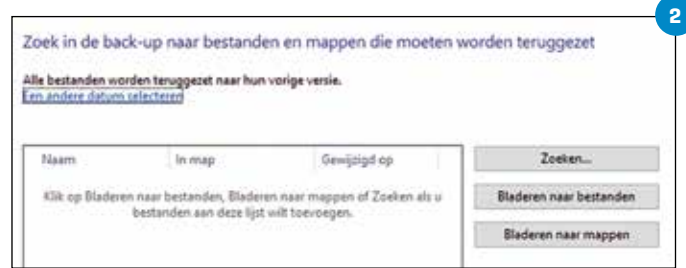 2
Zoek in de back-up naar bestanden en mappen die moeten worden teruggezet
Alle bestanden worden teruggezet naar hun vorige versie.
Een andere datum selecteren
Naam In map Gewijzigd op
Klik op Bladeren naar bestanden, Bladeren naar mappen of Zoeken als u
bestanden aan deze lijst wilt toevoegen.
Zoeken...
Bladeren naar bestanden
Bladeren naar mappen